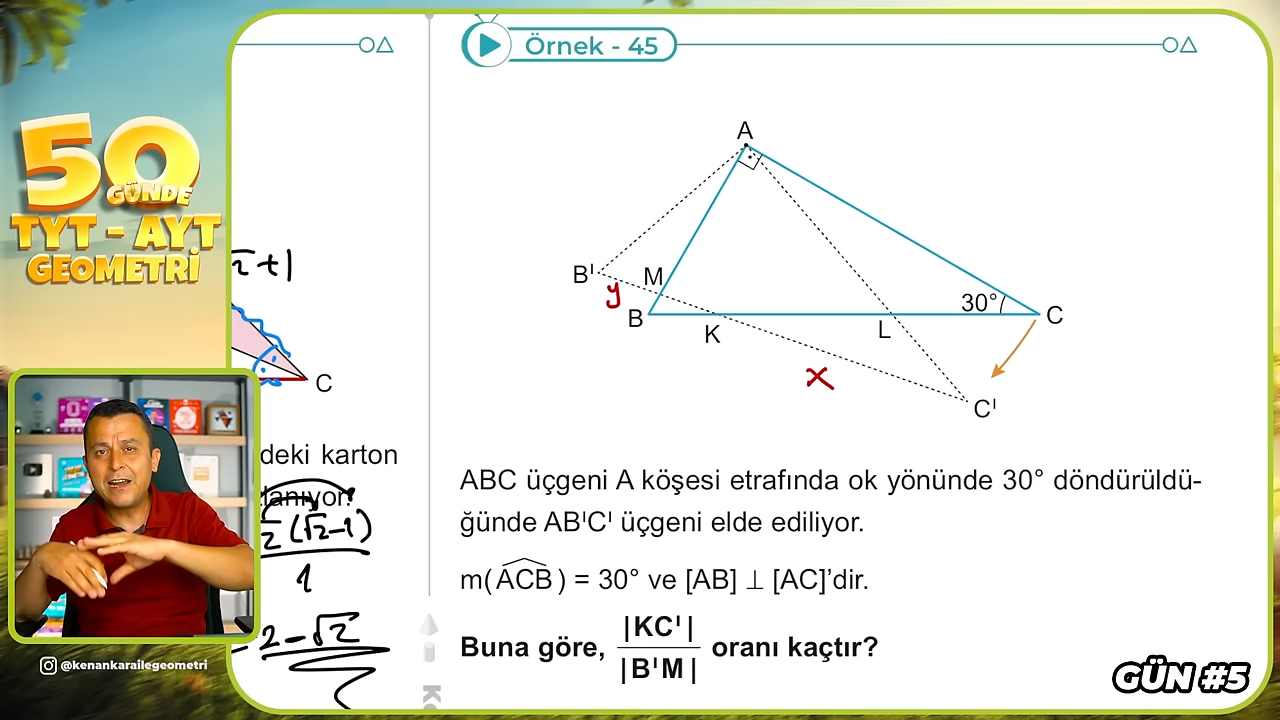 50
GÜNDE
TYT - AYT
GEOMETRİ
Örnek - 45
A
B'
M
y
B
K
L
30°
C
x
C'
+1
C
deki karton
lanıyor.
(√2-1)
1
2-√2
ABC üçgeni A köşesi etrafında ok yönünde 30° döndürüldü-
ğünde AB'C' üçgeni elde ediliyor.
m(ACB) = 30° ve [AB] ⊥ [AC]'dir.
Buna göre, |KC'| / |B'M| oranı kaçtır?
@kenankarailegeometri
GÜN #5